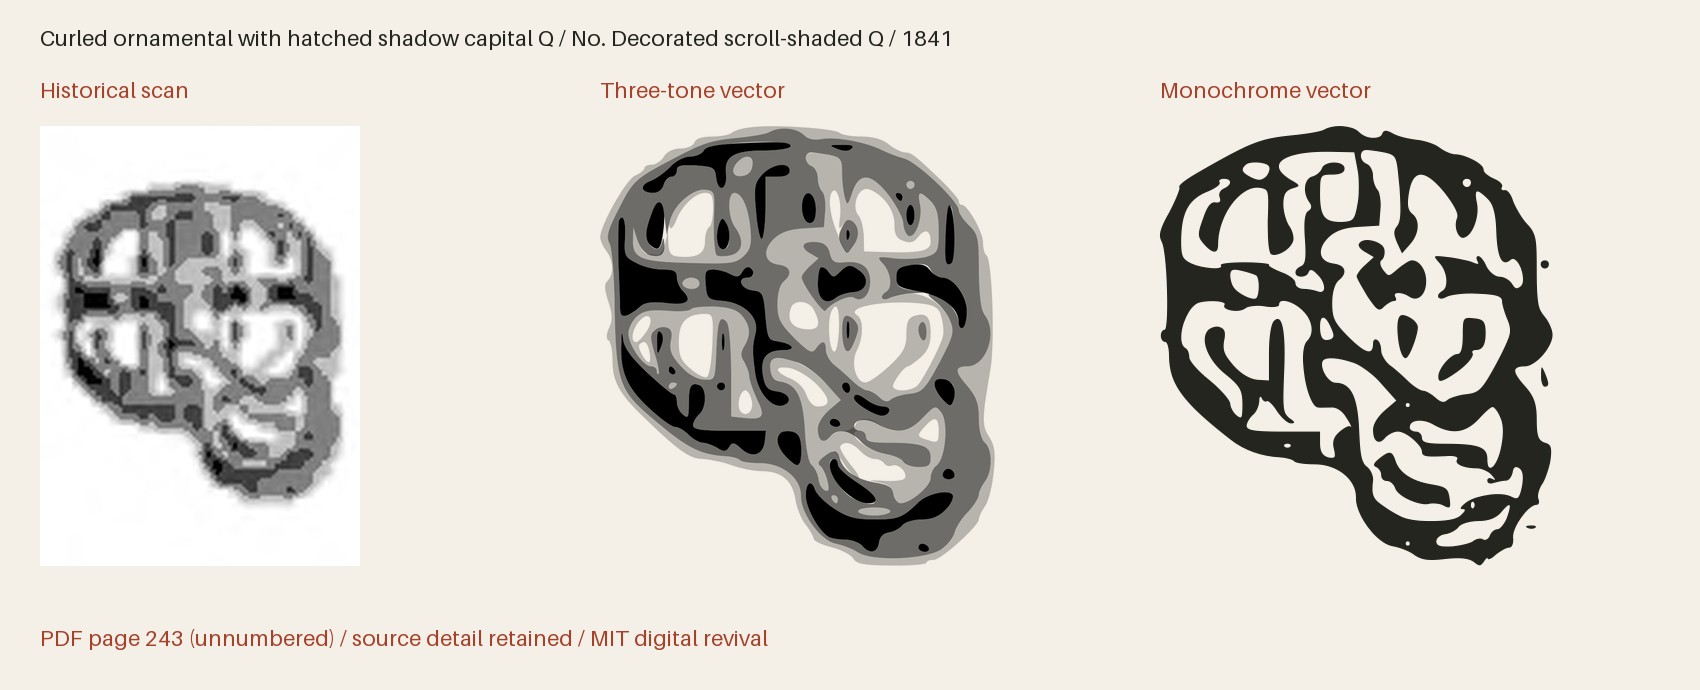 Curled ornamental with hatched shadow capital Q / No. Decorated scroll-shaded Q / 1841
Historical scan
Three-tone vector
Monochrome vector
PDF page 243 (unnumbered) / source detail retained / MIT digital revival